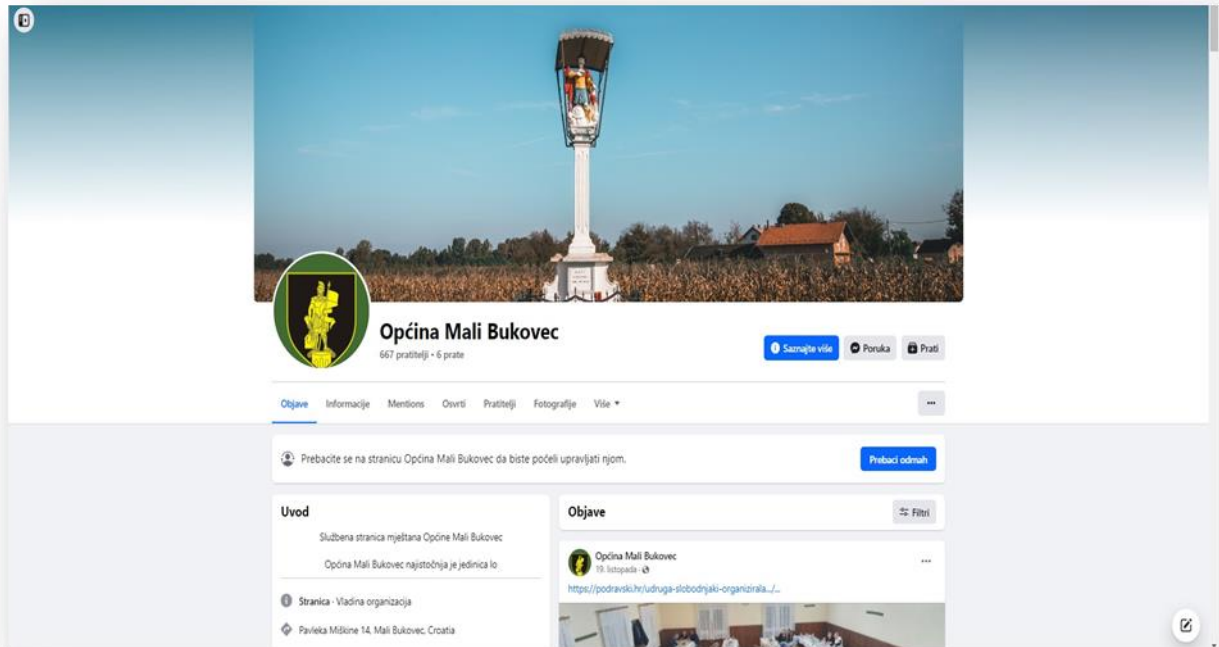 Općina Mali Bukovec
667 pratitelji • 6 prate
Saznajte više
Poruka
Prati
Objave
Informacije
Mentions
Osvrti
Pratitelji
Fotografije
Više
Prebacite se na stranicu Općina Mali Bukovec da biste počeli upravljati njom.
Prebaci odmah
Uvod
Službena stranica mještana Općine Mali Bukovec
Općina Mali Bukovec najistočnija je jedinica lo
Stranica · Vladina organizacija
Pavleka Miškine 14, Mali Bukovec, Croatia
Objave
Filtri
Općina Mali Bukovec
19. listopada ·
https://podravski.hr/udruga-slobodnjaki-organizirala.../...